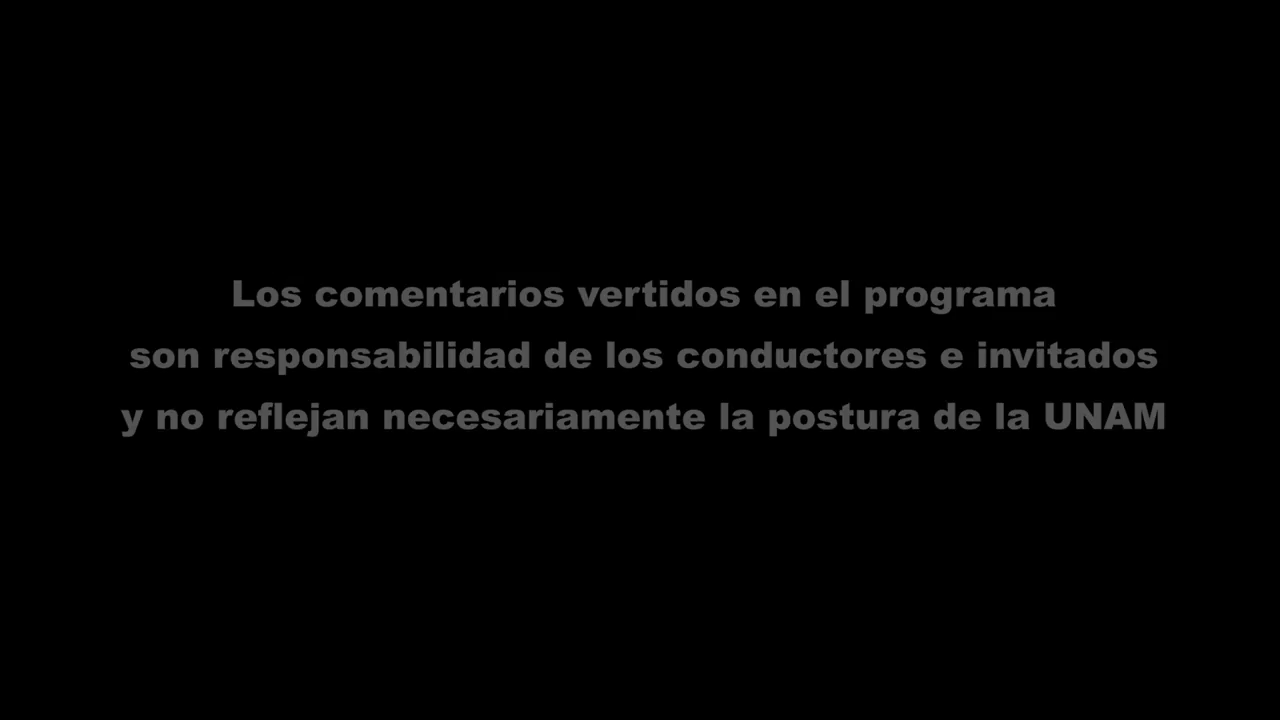 Los comentarios vertidos en el programa
son responsabilidad de los conductores e invitados
y no reflejan necesariamente la postura de la UNAM